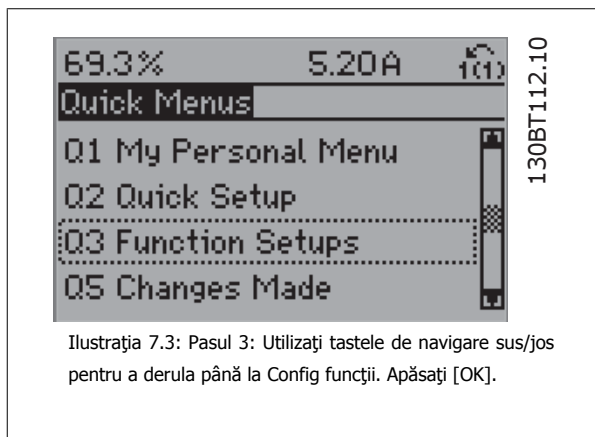 69.3% 5.20A 1(1)
Quick Menus
Q1 My Personal Menu
Q2 Quick Setup
Q3 Function Setups
Q5 Changes Made
130BT112.10
Ilustraţia 7.3: Pasul 3: Utilizaţi tastele de navigare sus/jos
pentru a derula până la Config funcţii. Apăsaţi [OK].